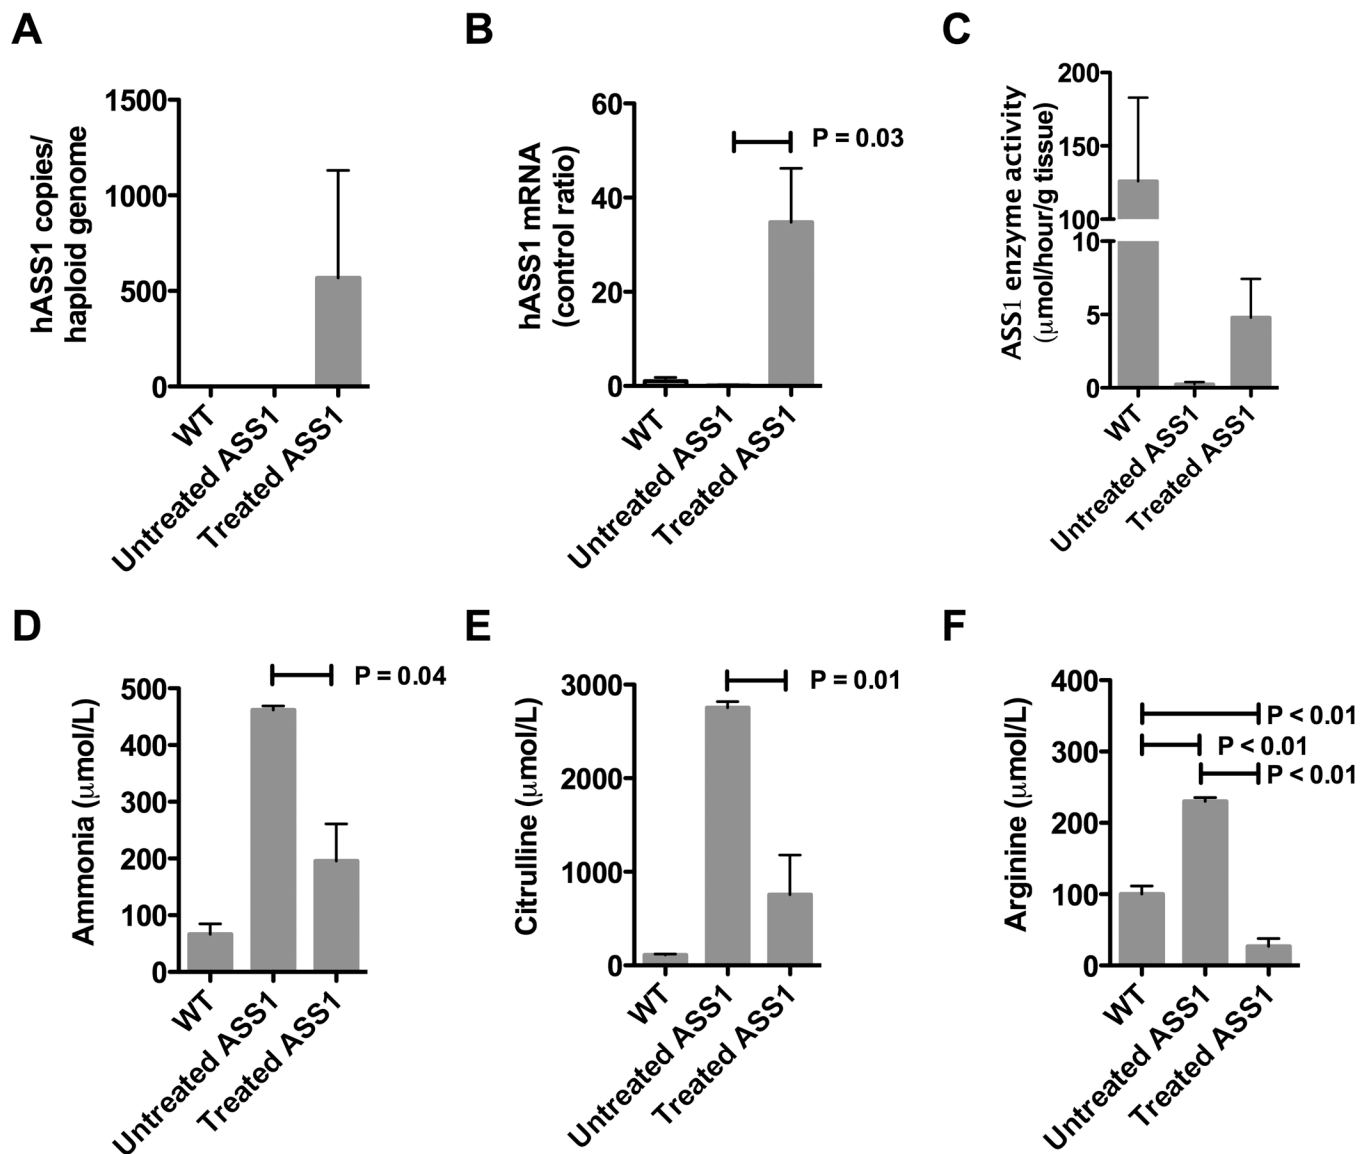 A
hASS1 copies/
haploid genome
1500
1000
500
0
WT
Untreated ASS1
Treated ASS1
B
hASS1 mRNA
(control ratio)
60
40
20
0
P = 0.03
WT
Untreated ASS1
Treated ASS1
C
ASS1 enzyme activity
(μmol/hour/g tissue)
200
150
100
10
5
0
WT
Untreated ASS1
Treated ASS1
D
Ammonia (μmol/L)
500
400
300
200
100
0
P = 0.04
WT
Untreated ASS1
Treated ASS1
E
Citrulline (μmol/L)
3000
2000
1000
0
P = 0.01
WT
Untreated ASS1
Treated ASS1
F
Arginine (μmol/L)
400
300
200
100
0
P < 0.01
P < 0.01
P < 0.01
WT
Untreated ASS1
Treated ASS1